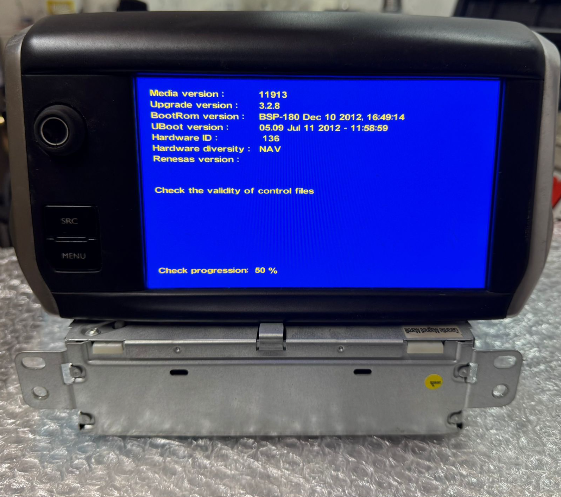 Media version : 11913
Upgrade version : 3.2.8
BootRom version : BSP-180 Dec 10 2012, 16:49:14
UBoot version : 05.09 Jul 11 2012 - 11:58:59
Hardware ID : 136
Hardware diversity : NAV
Renesas version :
Check the validity of control files
Check progression: 50 %
SRC
MENU